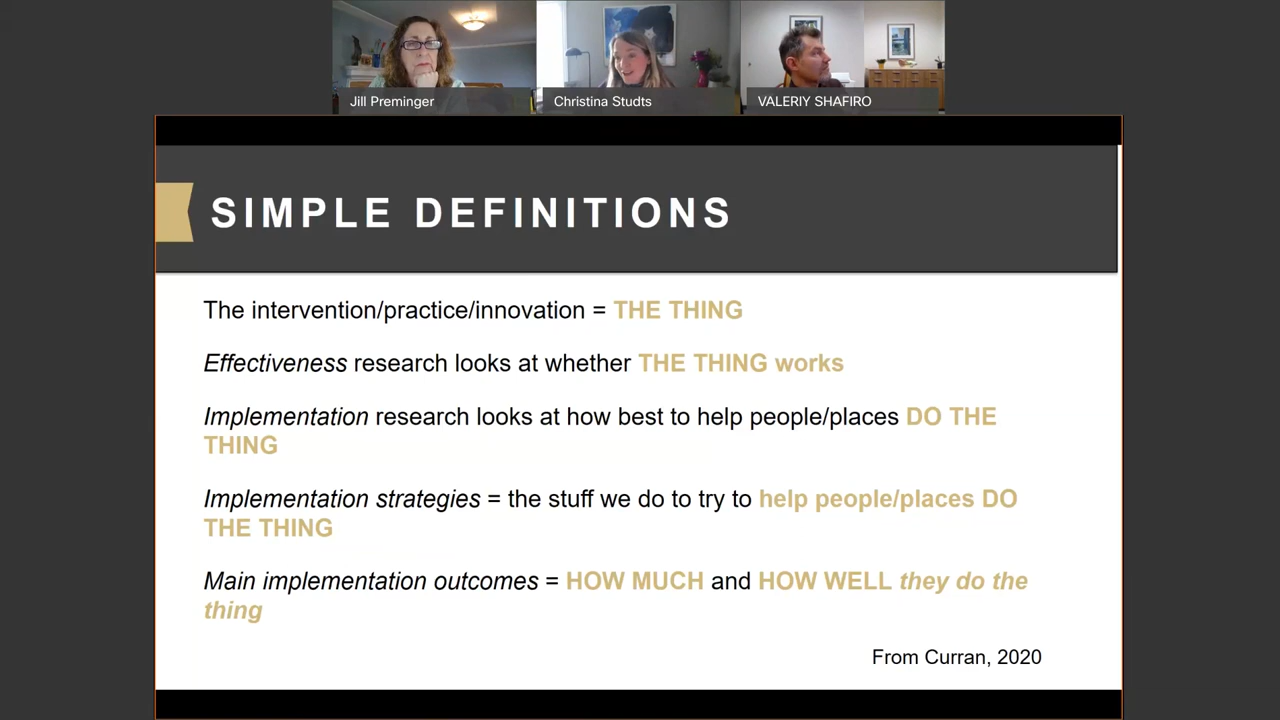 Jill Preminger
Christina Studts
VALERIY SHAFIRO
SIMPLE DEFINITIONS
The intervention/practice/innovation = THE THING
Effectiveness research looks at whether THE THING works
Implementation research looks at how best to help people/places DO THE
THING
Implementation strategies = the stuff we do to try to help people/places DO
THE THING
Main implementation outcomes = HOW MUCH and HOW WELL they do the
thing
From Curran, 2020